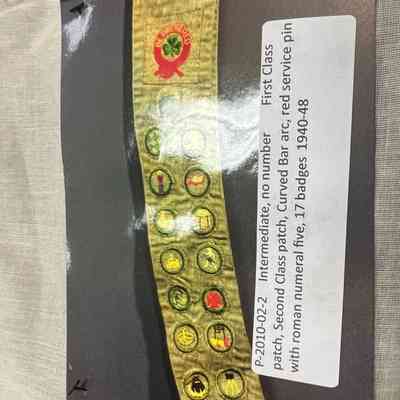 P-2010-02-2 Intermediate, no number First Class
patch, Second Class patch, Curved Bar arc, red service pin
with roman numeral five, 17 badges 1940-48